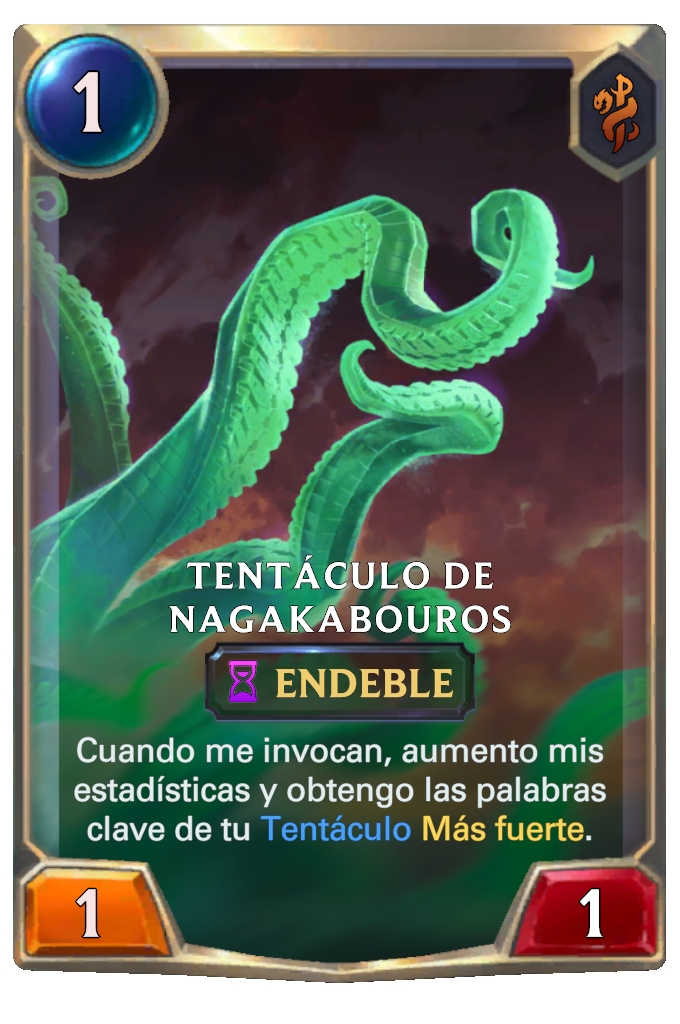 1
TENTÁCULO DE
NAGAKABOUROS
ENDEBLE
Cuando me invocan, aumento mis
estadísticas y obtengo las palabras
clave de tu Tentáculo Más fuerte.
1 1